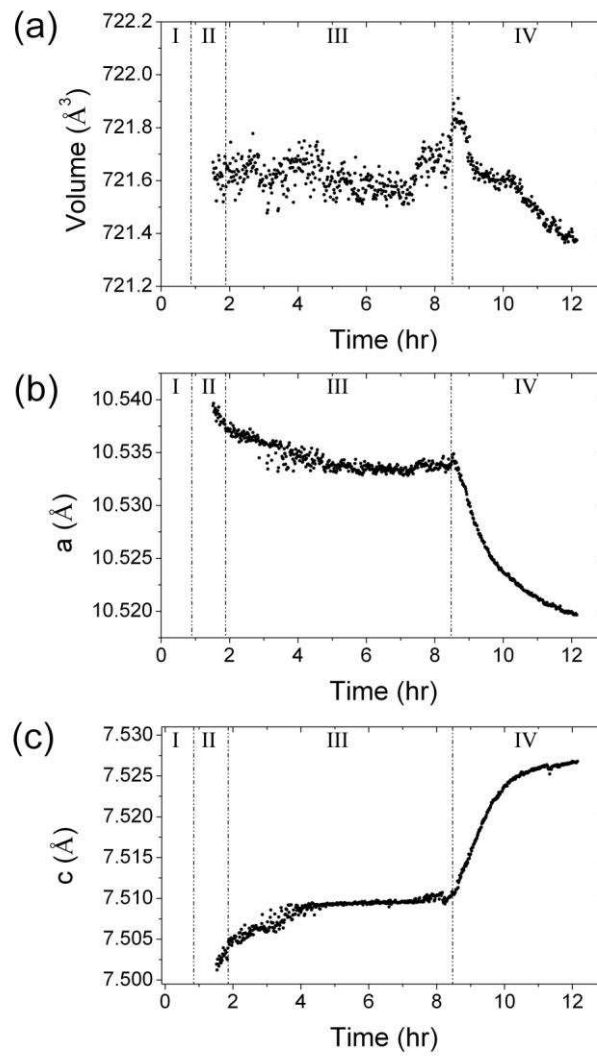 (a)
722.2
I II III IV
722.0
721.8
721.6
721.4
721.2
Volume (Å³)
0 2 4 6 8 10 12
Time (hr)
(b)
I II III IV
10.540
10.535
10.530
10.525
10.520
a (Å)
0 2 4 6 8 10 12
Time (hr)
(c)
7.530
I II III IV
7.525
7.520
7.515
7.510
7.505
7.500
c (Å)
0 2 4 6 8 10 12
Time (hr)